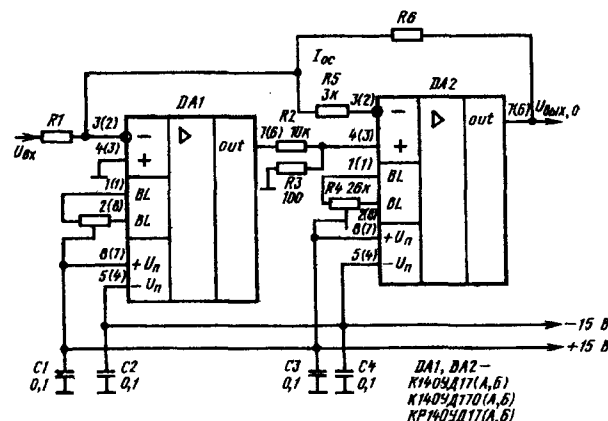 R6
Iос
R5
3к
DA1
DA2
R1
Uвх
3(2)
4(3)
1(1)
BL
2(8)
BL
8(7)
+Uп
5(4)
−Uп
out
7(6)
R2
10к
R3
100
3(2)
4(3)
1(1)
BL
R4 26к
2(8)
BL
8(7)
+Uп
5(4)
−Uп
out
7(6)
Uвых,0
−15 В
+15 В
C1
0,1
C2
0,1
C3
0,1
C4
0,1
DA1, DA2 −
К140УД17(А,Б)
К140УД170(А,Б)
КР140УД17(А,Б)